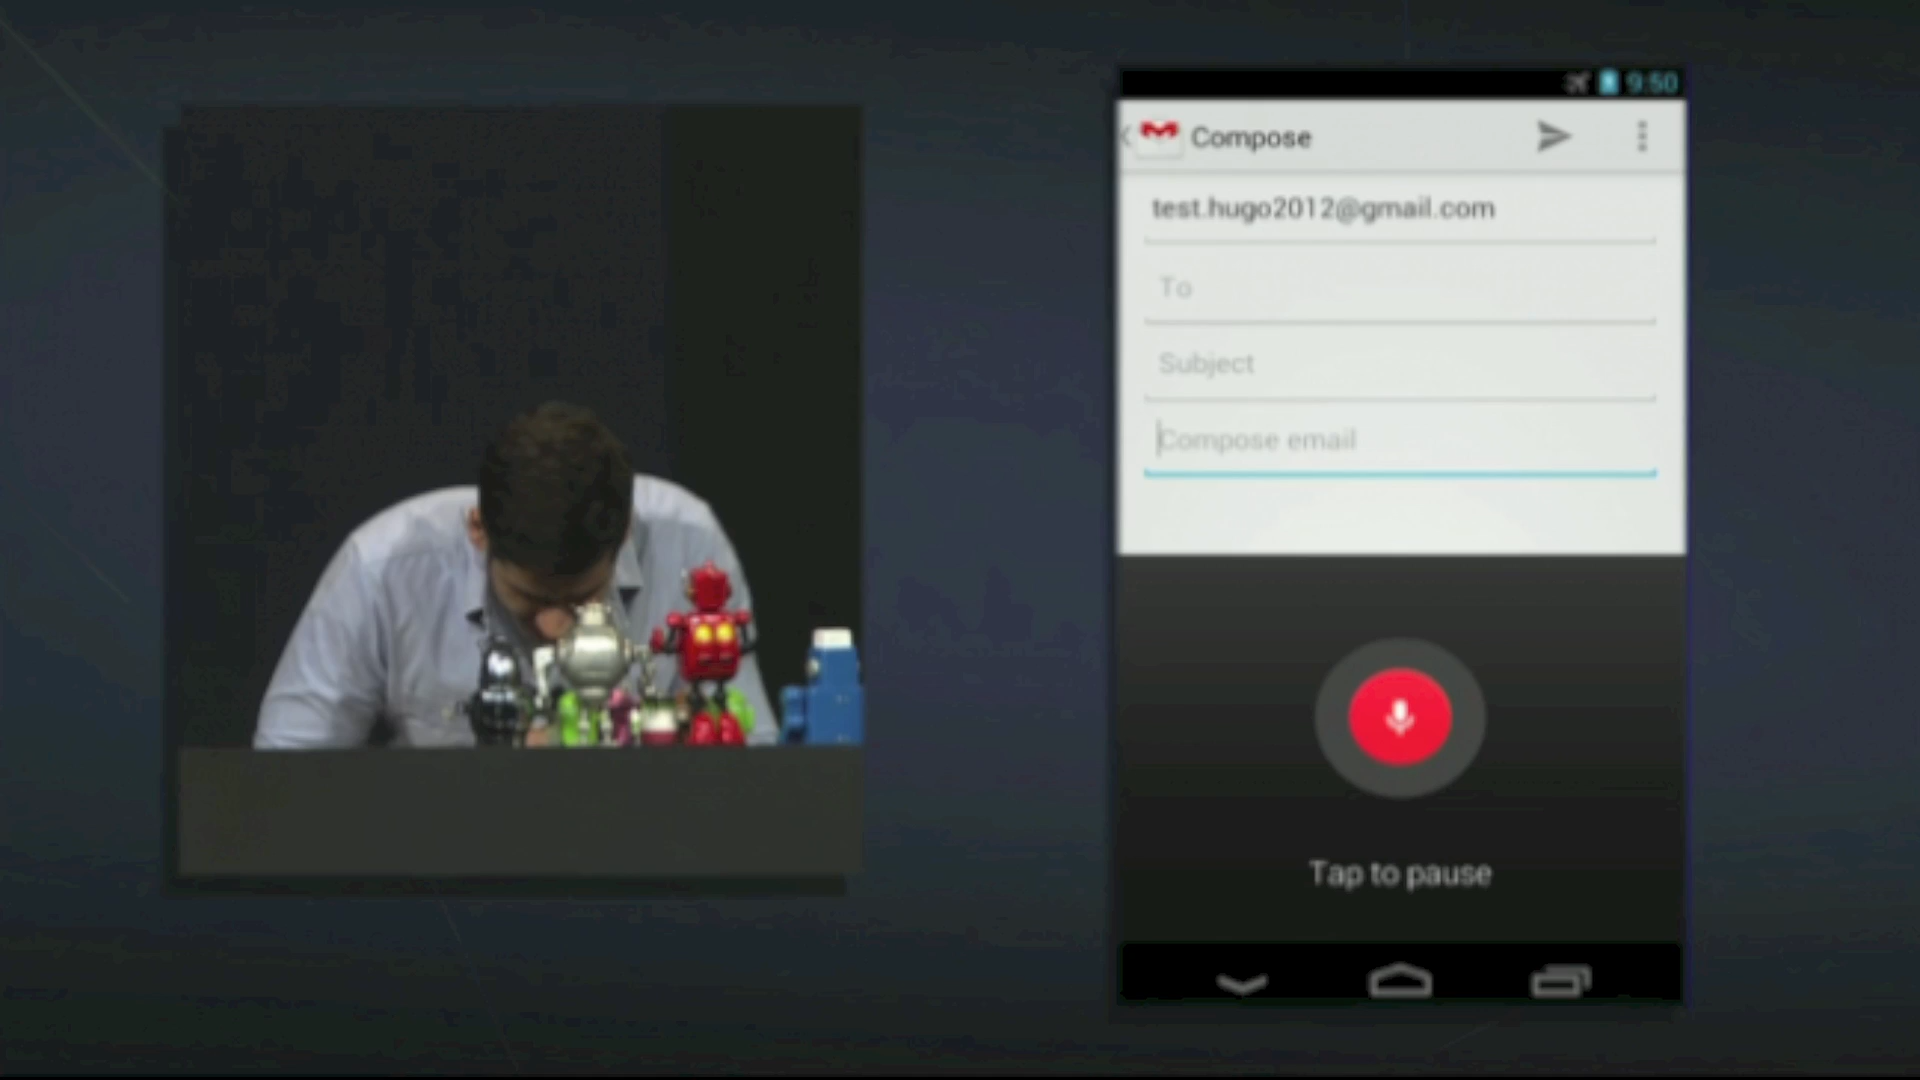 9:50
Compose
test.hugo2012@gmail.com
To
Subject
Compose email
Tap to pause